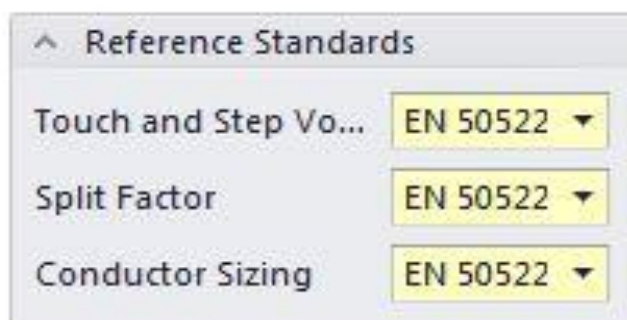 Reference Standards
Touch and Step Vo... EN 50522
Split Factor EN 50522
Conductor Sizing EN 50522